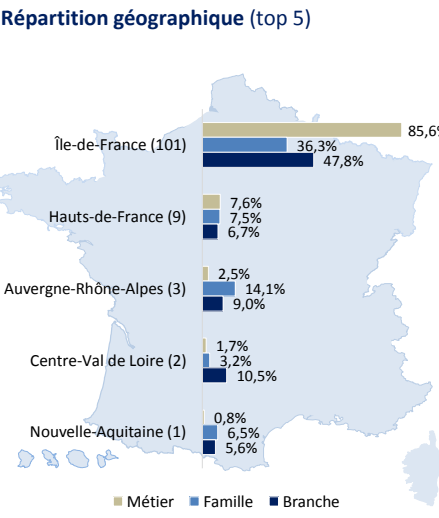 Répartition géographique (top 5)
85,6%
Île-de-France (101)
36,3%
47,8%
7,6%
Hauts-de-France (9)
7,5%
6,7%
2,5%
Auvergne-Rhône-Alpes (3)
14,1%
9,0%
1,7%
Centre-Val de Loire (2)
3,2%
10,5%
0,8%
Nouvelle-Aquitaine (1)
6,5%
5,6%
Métier Famille Branche